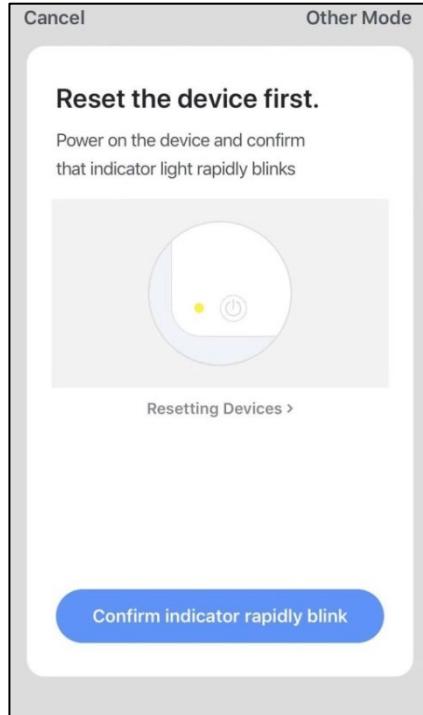 Cancel
Other Mode
Reset the device first.
Power on the device and confirm
that indicator light rapidly blinks
Resetting Devices >
Confirm indicator rapidly blink